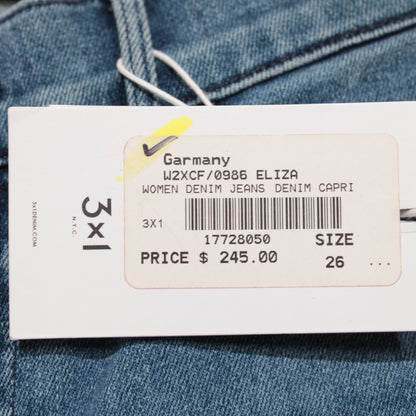 Garmany
W2XCF/0986 ELIZA
WOMEN DENIM JEANS DENIM CAPRI
3X1
17728050
SIZE
PRICE $ 245.00
26 ...
3x1
N.Y.C.
3X1DENIM.COM